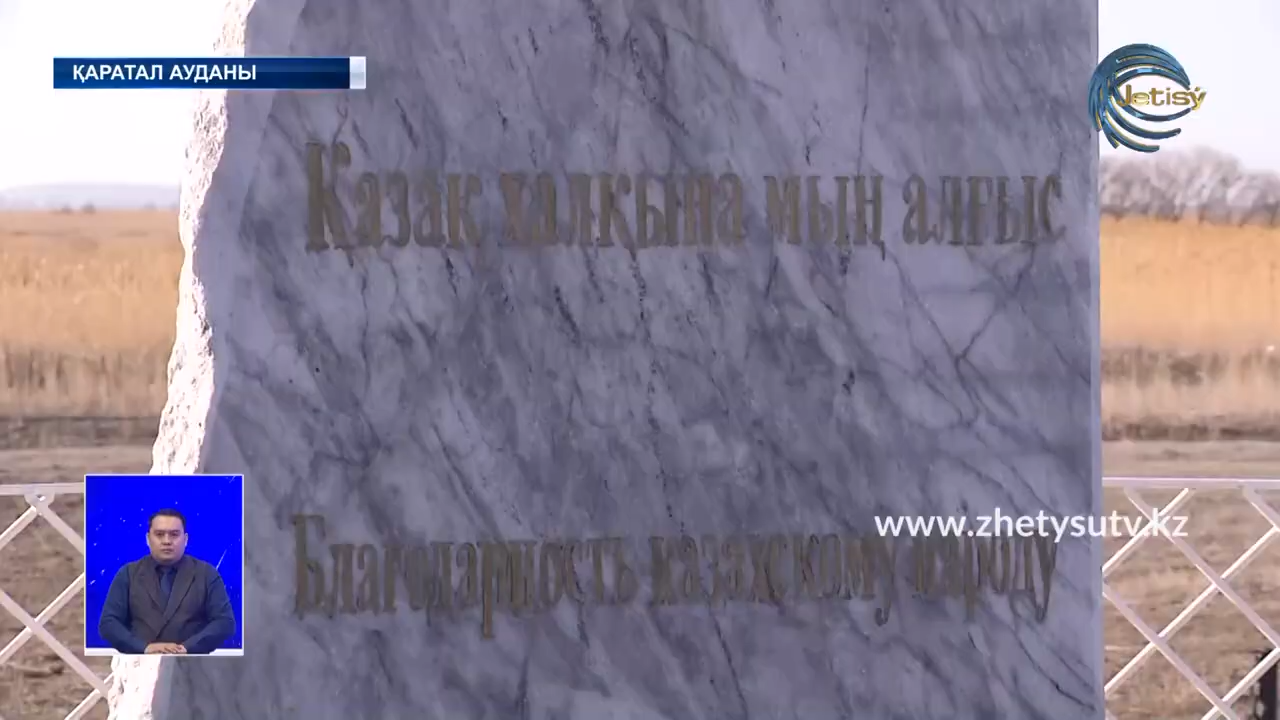 ҚАРАТАЛ АУДАНЫ
Jetisý
Қазақ халқына мың алғыс
www.zhetysutv.kz
Благодарность казахскому народу